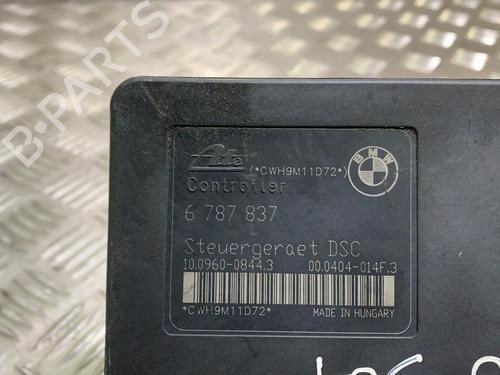 Ate
(*CWH9M11D72*)
BMW
Controller
6 787 837
Steuergeraet DSC
10.0960-0844.3 00.0404-014F.3
*CWH9M11D72*
MADE IN HUNGARY
B-Parts